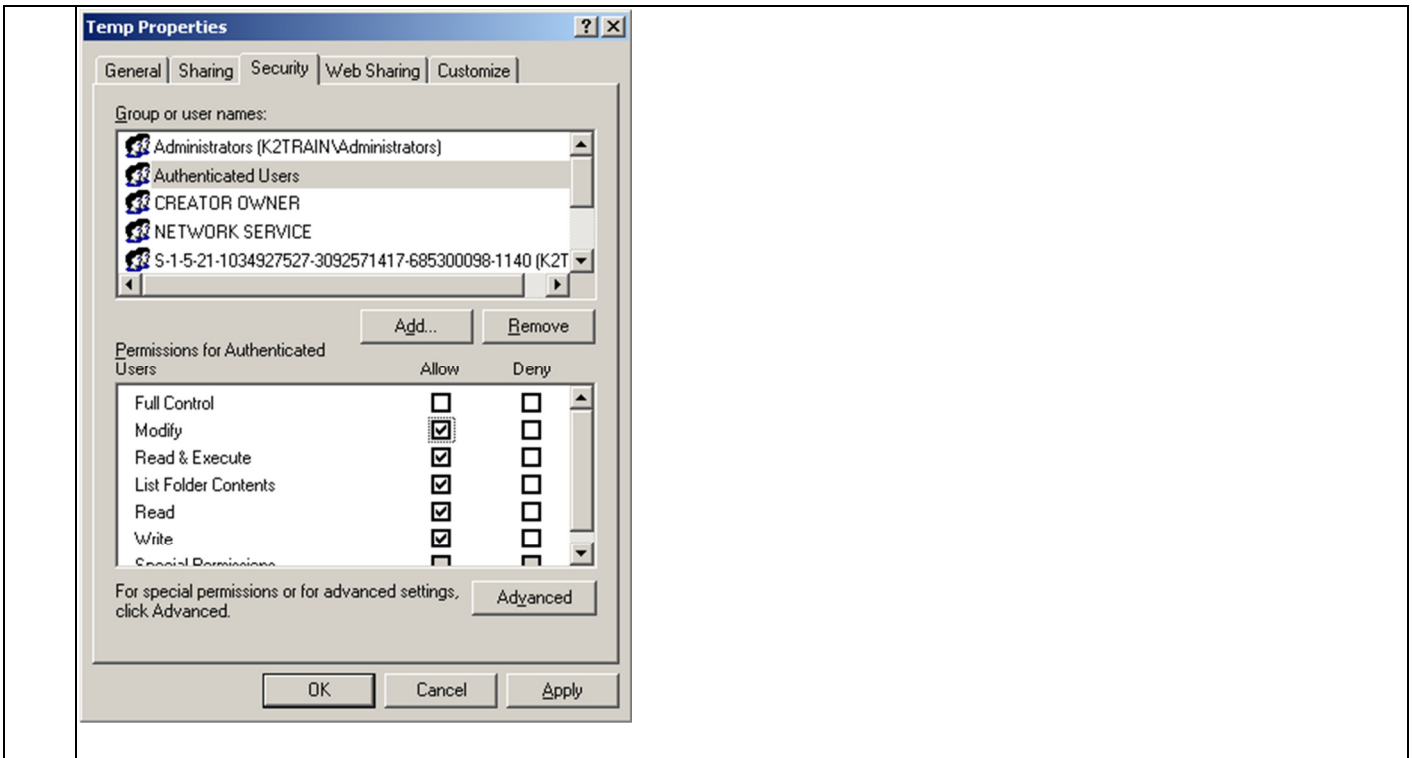 Temp Properties
General Sharing Security Web Sharing Customize
Group or user names:
Administrators (K2TRAIN\Administrators)
Authenticated Users
CREATOR OWNER
NETWORK SERVICE
S-1-5-21-1034927527-3092571417-685300098-1140 (K2T
Add... Remove
Permissions for Authenticated
Users Allow Deny
Full Control
Modify
Read & Execute
List Folder Contents
Read
Write
Special Permissions
For special permissions or for advanced settings,
click Advanced.
Advanced
OK Cancel Apply